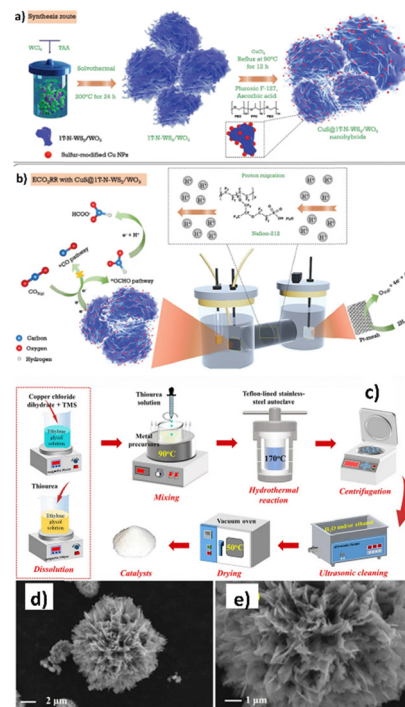 a) Synthesis route
WCl₆
TAA
Solvothermal
200°C for 24 h
1T-N-WS₂/WO₃
CuCl₂
Reflux at 90°C
for 12 h
Pluronic F-127,
Ascorbic acid
CuS@1T-N-WS₂/WO₃
nanohybrids
1T-N-WS₂/WO₃
Sulfur-modified Cu NPs
b) ECO₂RR with CuS@1T-N-WS₂/WO₃
Proton migration
H⁺
Nafion-212
HCOO⁻
e⁻ + H⁺
*CO pathway
*OCHO pathway
e⁻
Carbon
Oxygen
Hydrogen
Pt-mesh
c)
Copper chloride
dihydrate + TMS
Ethylene
glycol
solution
Thiourea
solution
Metal
precursors
90°C
Mixing
Teflon-lined stainless-
steel autoclave
170°C
Hydrothermal
reaction
Centrifugation
Thiourea
Ethylene
glycol
solution
Dissolution
Catalysts
Vacuum oven
50°C
Drying
H₂O and/or ethanol
Ultrasonic cleaning
d)
2 µm
e)
1 µm